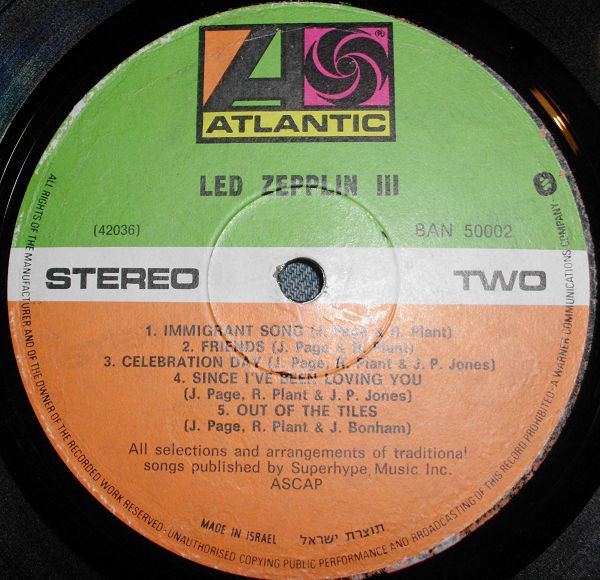 ATLANTIC
LED ZEPPLIN III
(42036)
BAN 50002
STEREO
TWO
1. IMMIGRANT SONG (J. Page & R. Plant)
2. FRIENDS (J. Page & R. Plant)
3. CELEBRATION DAY (J. Page, R. Plant & J. P. Jones)
4. SINCE I'VE BEEN LOVING YOU
(J. Page, R. Plant & J. P. Jones)
5. OUT OF THE TILES
(J. Page, R. Plant & J. Bonham)
All selections and arrangements of traditional
songs published by Superhype Music Inc.
ASCAP
MADE IN ISRAEL תוצרת ישראל
ALL RIGHTS OF THE MANUFACTURER AND OF THE OWNER OF THE RECORDED WORK RESERVED-UNAUTHORISED COPYING PUBLIC PERFORMANCE AND BROADCASTING OF THIS RECORD PROHIBITED-A WARNER COMMUNICATIONS COMPANY